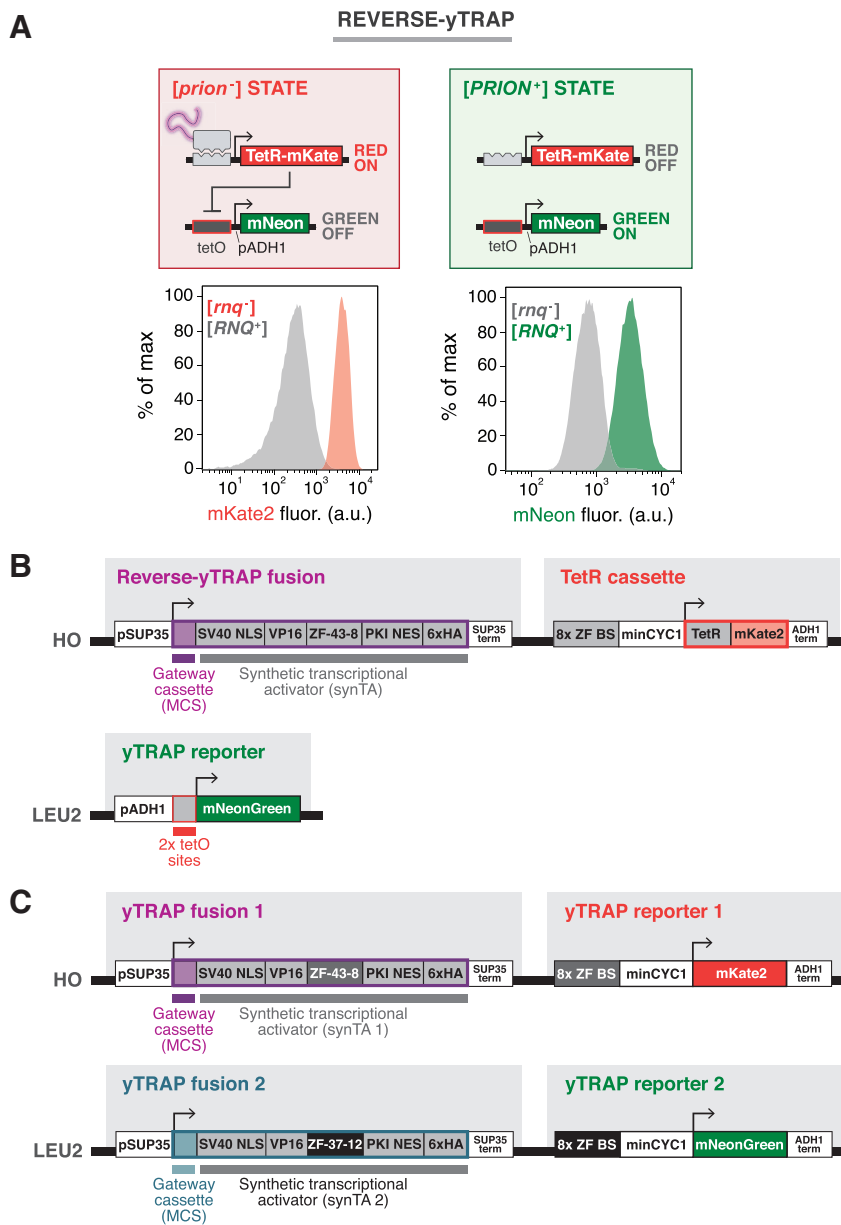 A
REVERSE-yTRAP
[prion-] STATE
TetR-mKate
RED
ON
mNeon
GREEN
OFF
tetO
pADH1
[PRION+] STATE
TetR-mKate
RED
OFF
mNeon
GREEN
ON
tetO
pADH1
% of max
100
80
60
40
20
0
[rnq-]
[RNQ+]
10¹
10²
10³
10⁴
mKate2 fluor. (a.u.)
% of max
100
80
60
40
20
0
[rnq-]
[RNQ+]
10²
10³
10⁴
mNeon fluor. (a.u.)
B
Reverse-yTRAP fusion
TetR cassette
HO
pSUP35
SV40 NLS
VP16
ZF-43-8
PKI NES
6xHA
SUP35
term
8x ZF BS
minCYC1
TetR
mKate2
ADH1
term
Gateway
cassette
(MCS)
Synthetic transcriptional
activator (synTA)
yTRAP reporter
LEU2
pADH1
mNeonGreen
2x tetO
sites
C
yTRAP fusion 1
yTRAP reporter 1
HO
pSUP35
SV40 NLS
VP16
ZF-43-8
PKI NES
6xHA
SUP35
term
8x ZF BS
minCYC1
mKate2
ADH1
term
Gateway
cassette
(MCS)
Synthetic transcriptional
activator (synTA 1)
yTRAP fusion 2
yTRAP reporter 2
LEU2
pSUP35
SV40 NLS
VP16
ZF-37-12
PKI NES
6xHA
SUP35
term
8x ZF BS
minCYC1
mNeonGreen
ADH1
term
Gateway
cassette
(MCS)
Synthetic transcriptional
activator (synTA 2)